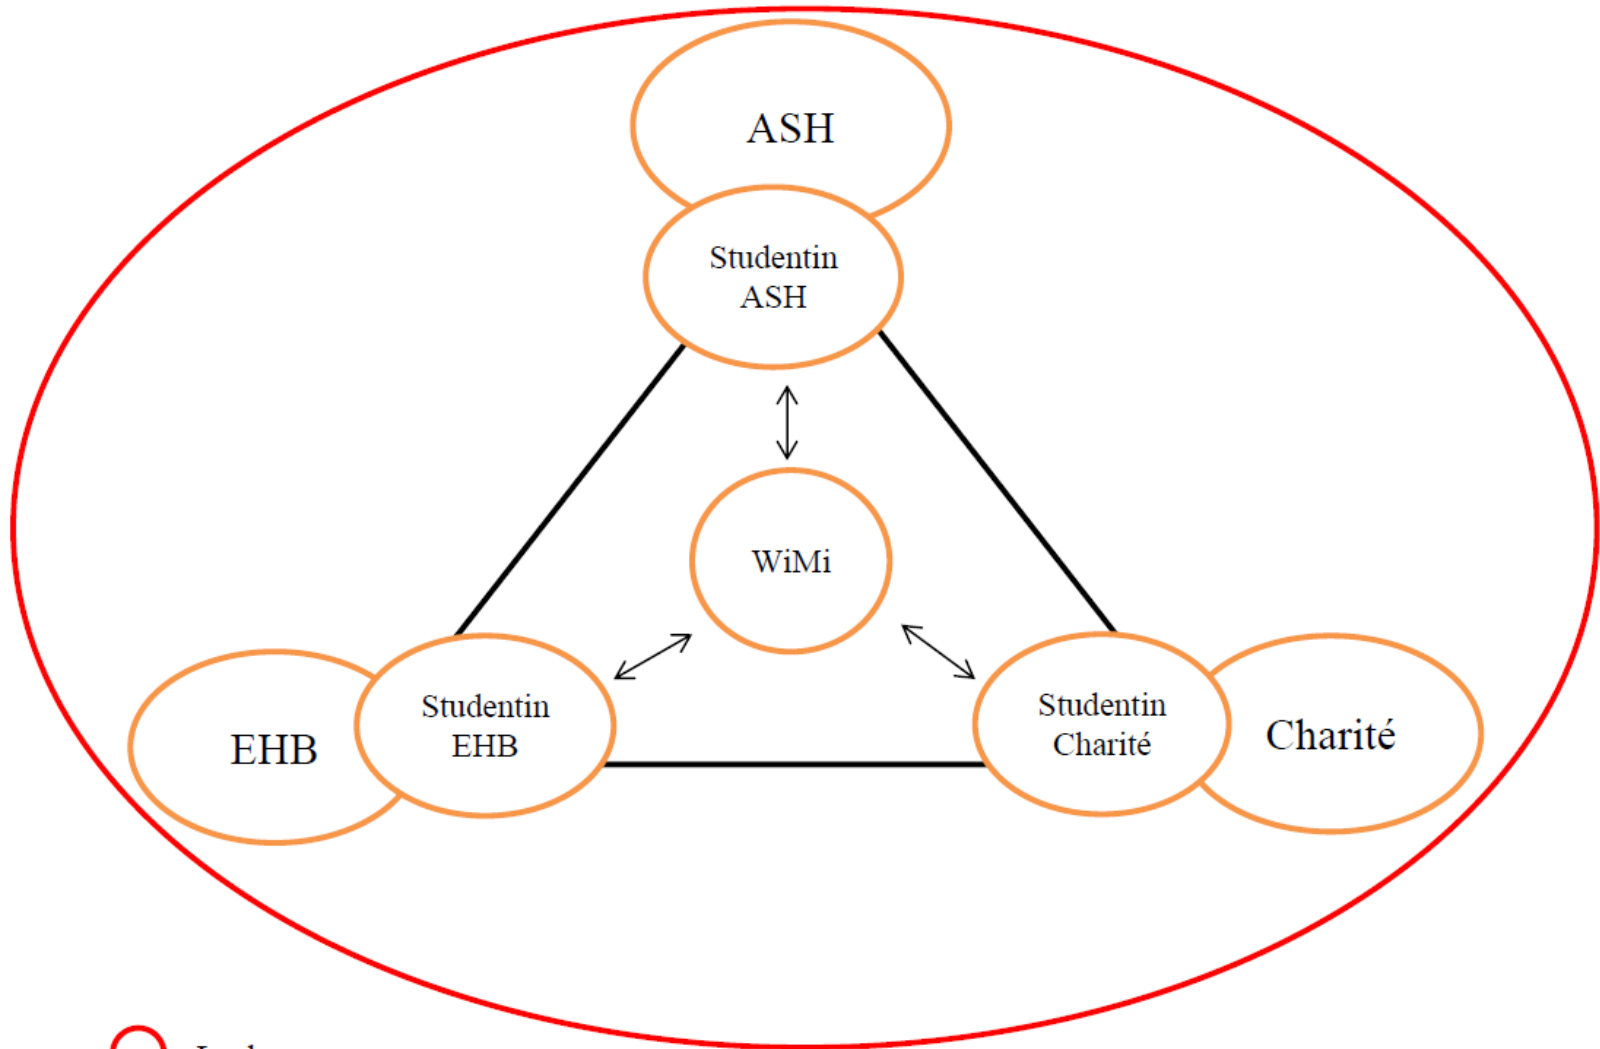 ASH
Studentin
ASH
WiMi
Studentin
EHB
EHB
Studentin
Charité
Charité